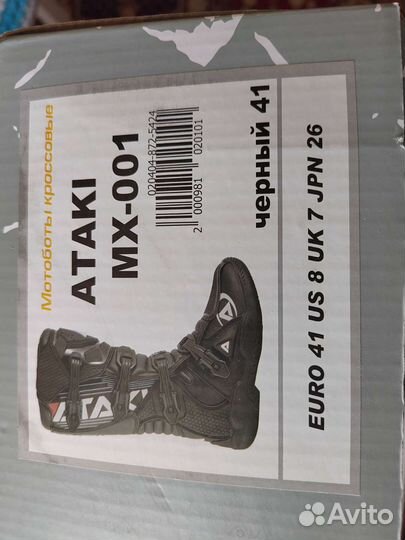 Мотоботы кроссовые
ATAKI
MX-001
020404-872-5424
2 000981 020101
черный 41
ATAKI
EURO 41 US 8 UK 7 JPN 26
Avito